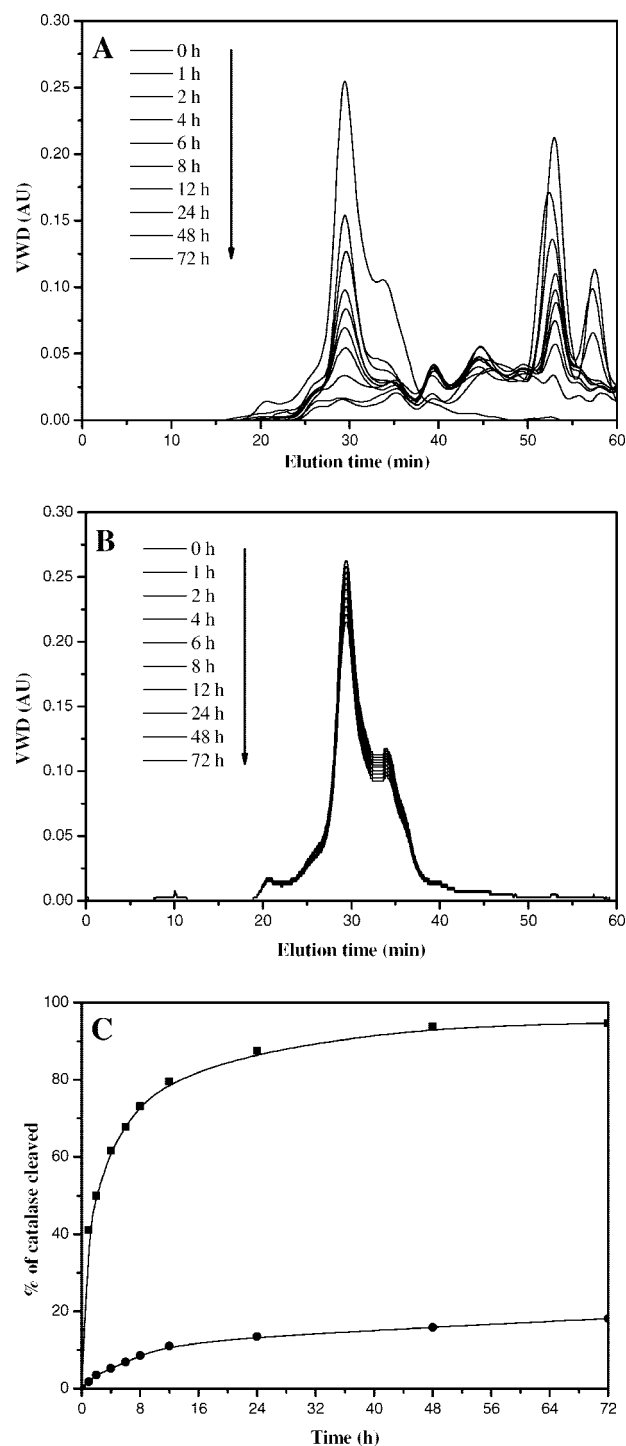 A
0 h
1 h
2 h
4 h
6 h
8 h
12 h
24 h
48 h
72 h
0.30
0.25
0.20
0.15
0.10
0.05
0.00
VWD (AU)
0 10 20 30 40 50 60
Elution time (min)
B
0 h
1 h
2 h
4 h
6 h
8 h
12 h
24 h
48 h
72 h
0.30
0.25
0.20
0.15
0.10
0.05
0.00
VWD (AU)
0 10 20 30 40 50 60
Elution time (min)
C
100
80
60
40
20
0
% of catalase cleaved
0 8 16 24 32 40 48 56 64 72
Time (h)